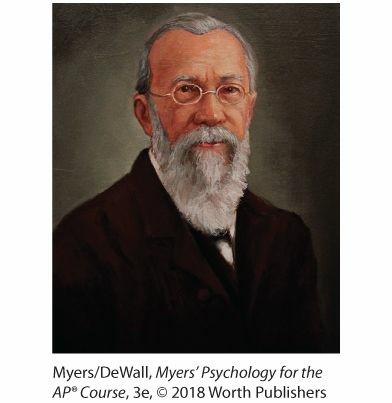 Myers/DeWall, Myers’ Psychology for the
AP® Course, 3e, © 2018 Worth Publishers